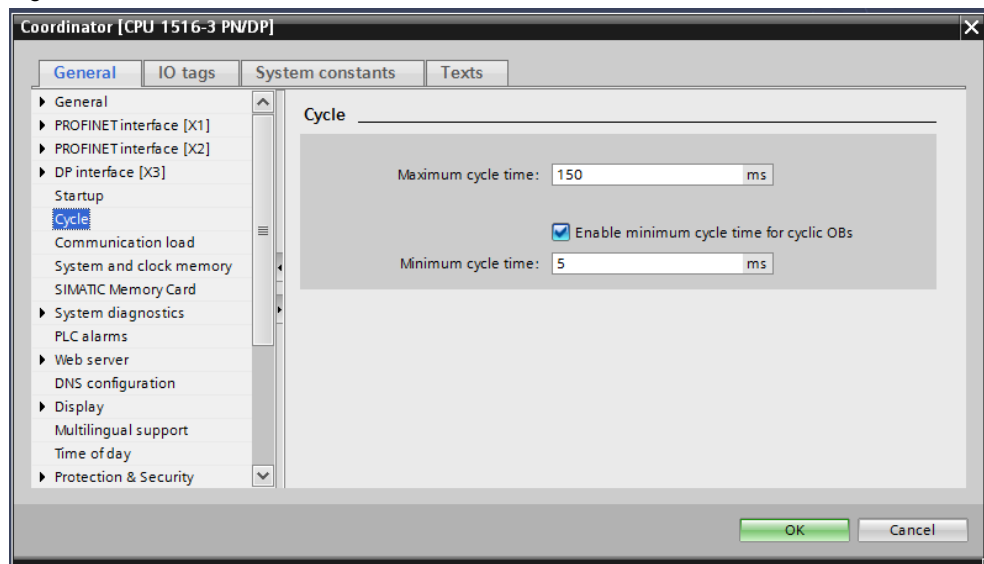 Coordinator [CPU 1516-3 PN/DP]
General IO tags System constants Texts
General
PROFINET interface [X1]
PROFINET interface [X2]
DP interface [X3]
Startup
Cycle
Communication load
System and clock memory
SIMATIC Memory Card
System diagnostics
PLC alarms
Web server
DNS configuration
Display
Multilingual support
Time of day
Protection & Security
Cycle
Maximum cycle time: 150 ms
Enable minimum cycle time for cyclic OBs
Minimum cycle time: 5 ms
OK Cancel